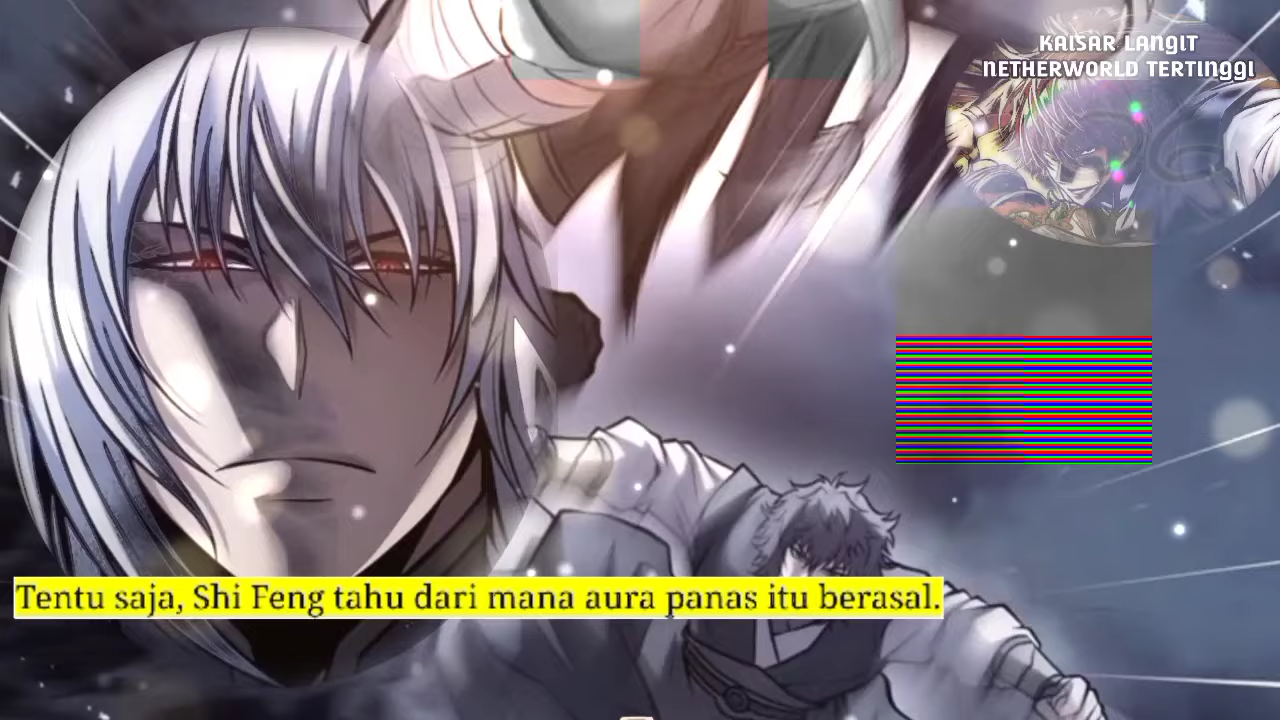 KAISAR LANGIT
NETHERWORLD TERTINGGI
Tentu saja, Shi Feng tahu dari mana aura panas itu berasal.